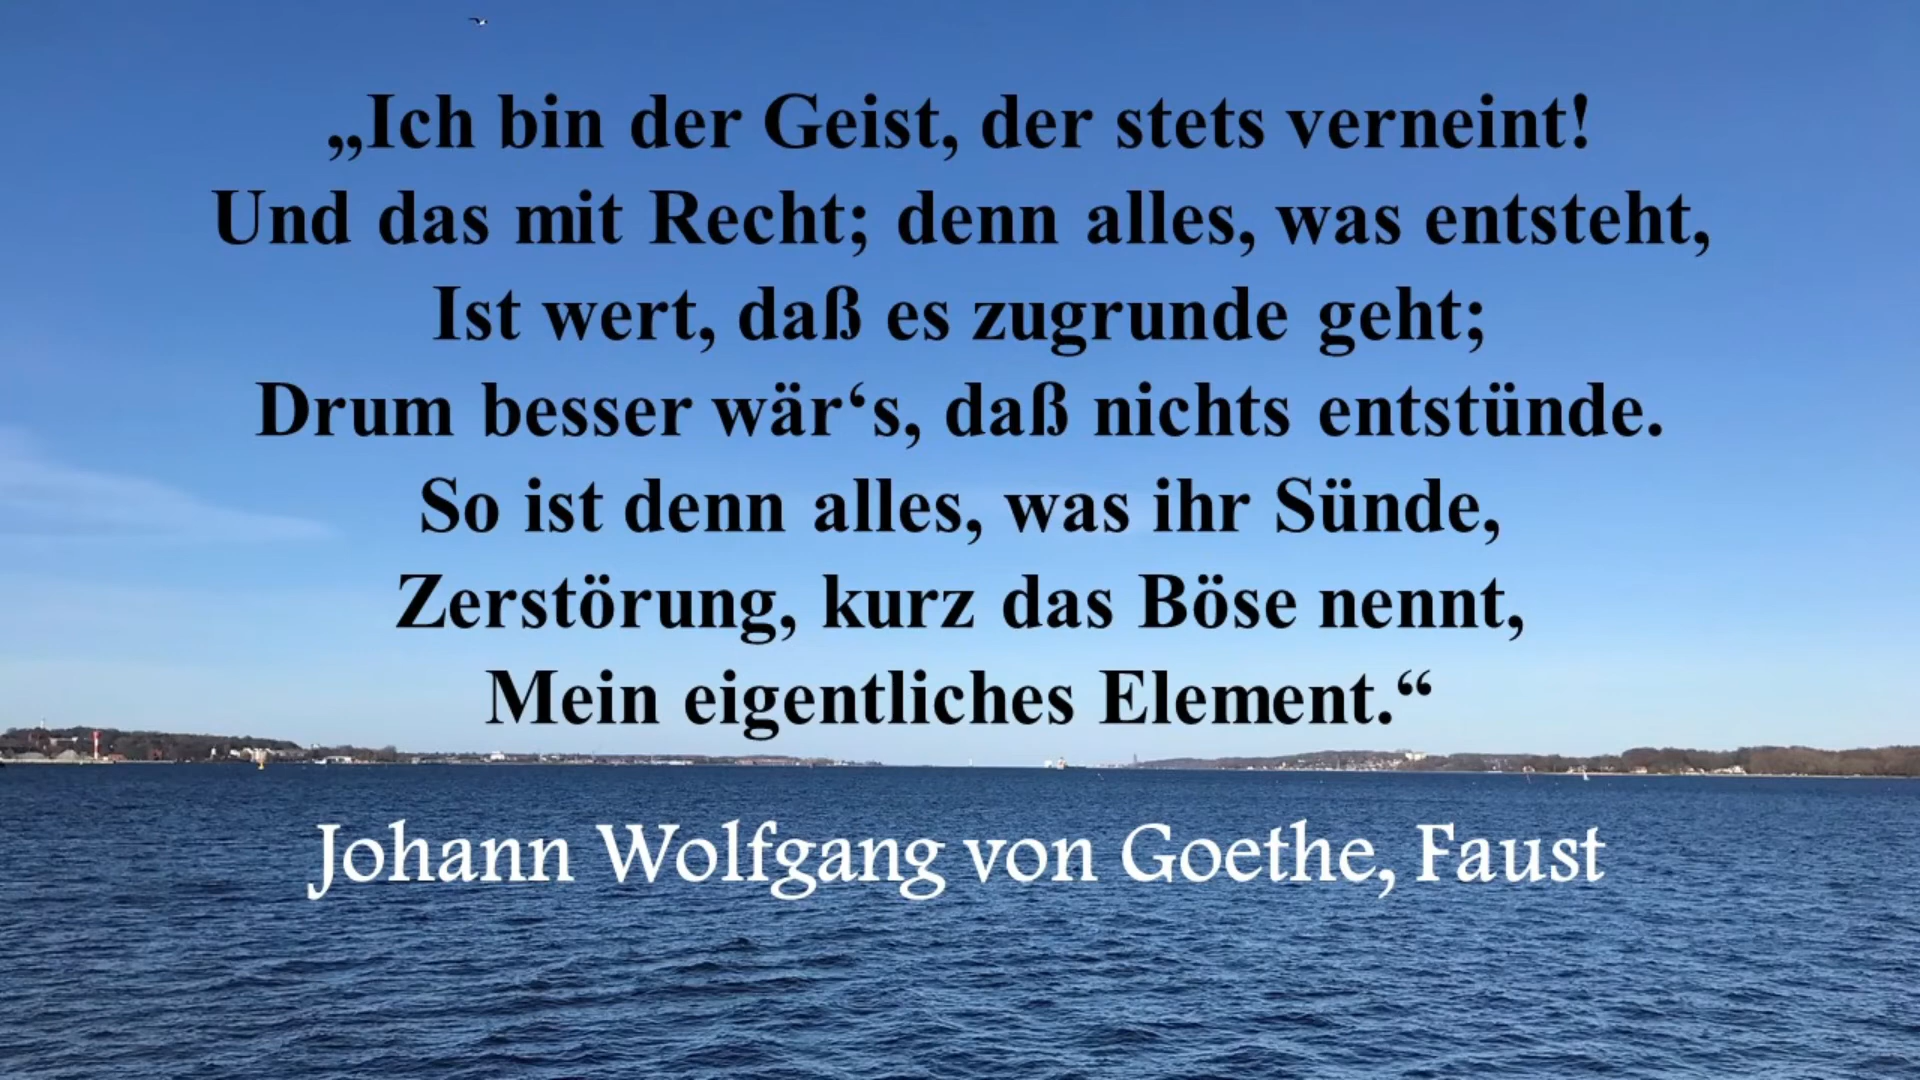 „Ich bin der Geist, der stets verneint!
Und das mit Recht; denn alles, was entsteht,
Ist wert, daß es zugrunde geht;
Drum besser wär‘s, daß nichts entstünde.
So ist denn alles, was ihr Sünde,
Zerstörung, kurz das Böse nennt,
Mein eigentliches Element.“
Johann Wolfgang von Goethe, Faust